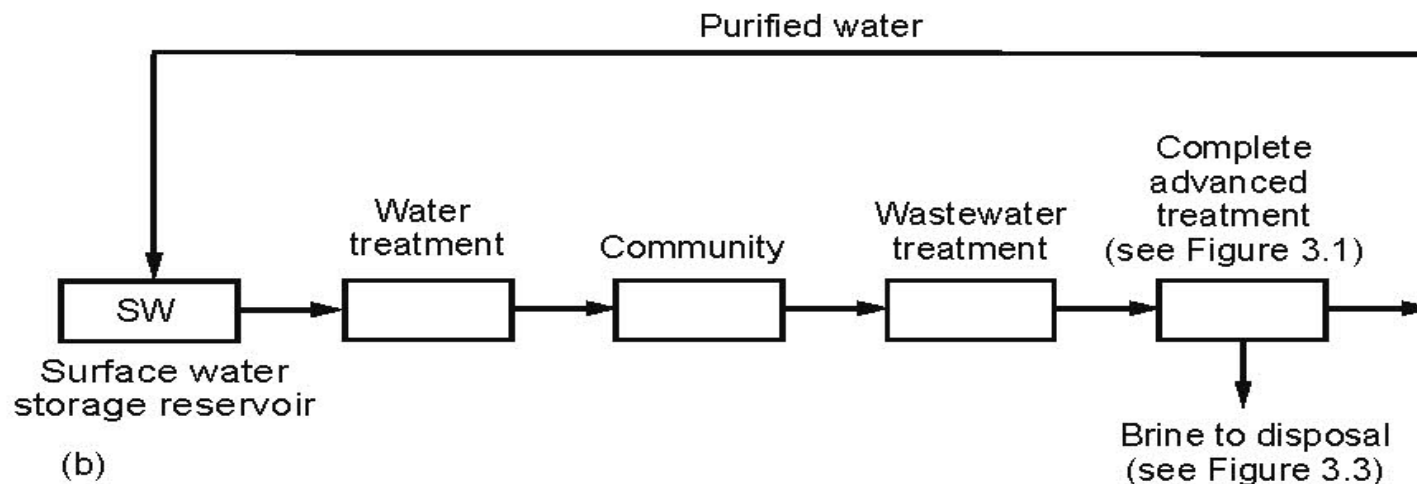 Purified water
Complete
advanced
treatment
(see Figure 3.1)
Water
treatment
Community
Wastewater
treatment
SW
Surface water
storage reservoir
Brine to disposal
(see Figure 3.3)
(b)